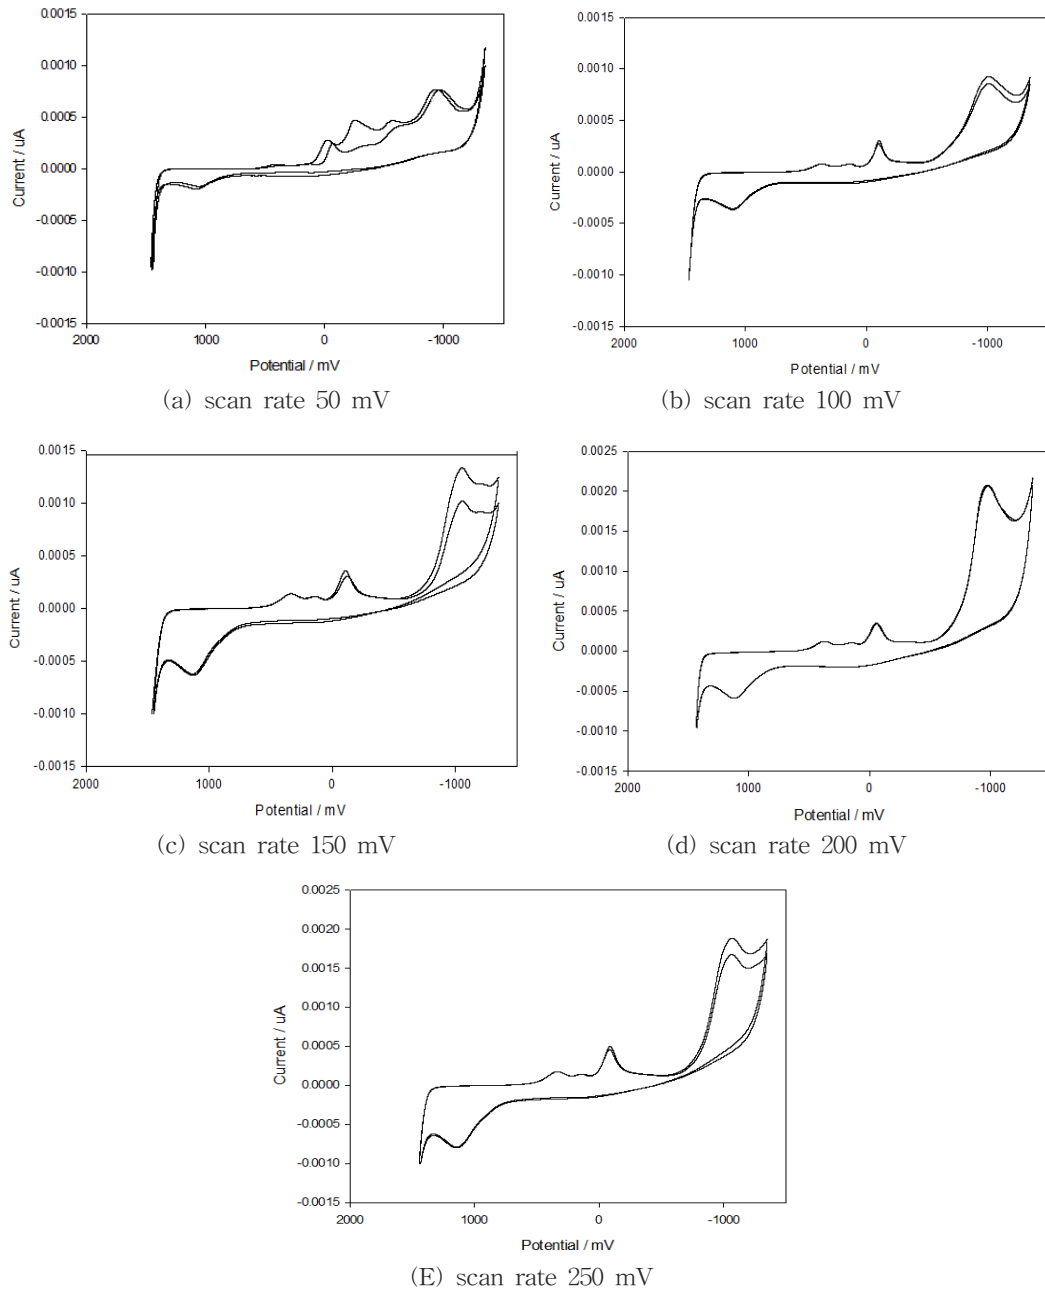 0.0015
0.0010
0.0005
0.0000
-0.0005
-0.0010
-0.0015
Current / uA
2000 1000 0 -1000
Potential / mV
(a) scan rate 50 mV
0.0015
0.0010
0.0005
0.0000
-0.0005
-0.0010
-0.0015
Current / uA
2000 1000 0 -1000
Potential / mV
(b) scan rate 100 mV
0.0015
0.0010
0.0005
0.0000
-0.0005
-0.0010
-0.0015
Current / uA
2000 1000 0 -1000
Potential / mV
(c) scan rate 150 mV
0.0025
0.0020
0.0015
0.0010
0.0005
0.0000
-0.0005
-0.0010
-0.0015
Current / uA
2000 1000 0 -1000
Potential / mV
(d) scan rate 200 mV
0.0025
0.0020
0.0015
0.0010
0.0005
0.0000
-0.0005
-0.0010
-0.0015
Current / uA
2000 1000 0 -1000
Potential / mV
(E) scan rate 250 mV